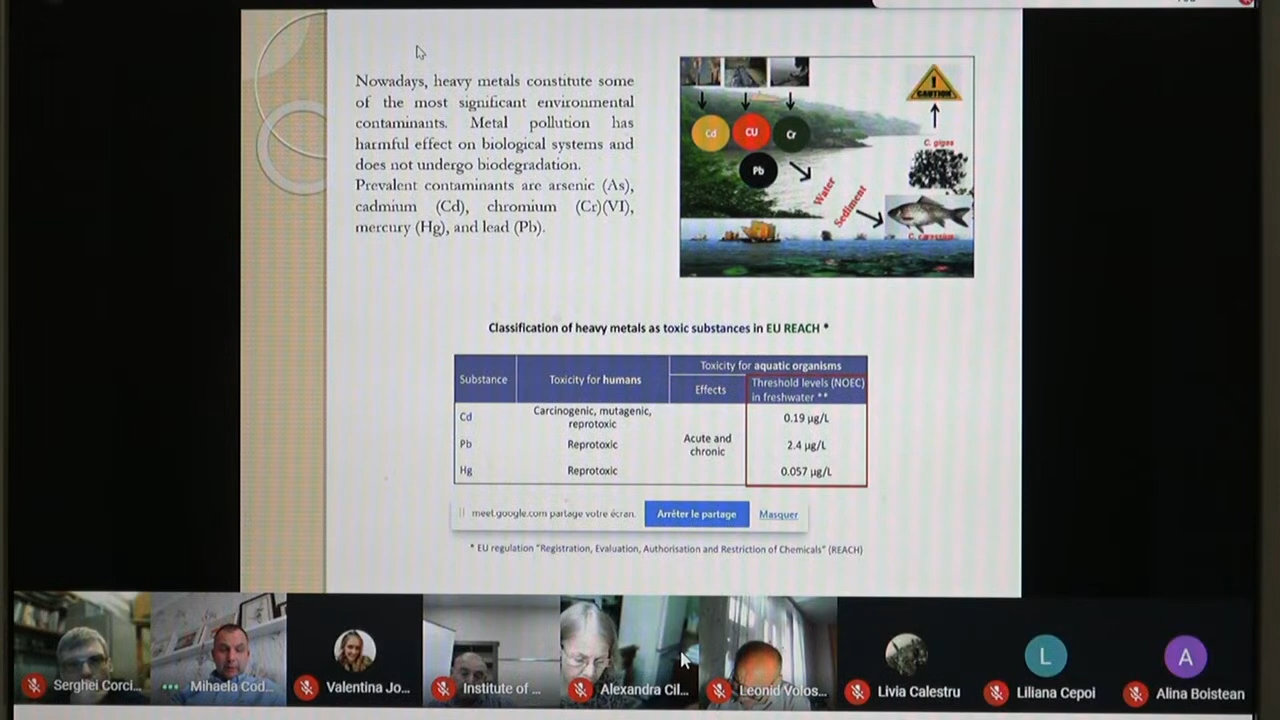 Nowadays, heavy metals constitute some
of the most significant environmental
contaminants. Metal pollution has
harmful effect on biological systems and
does not undergo biodegradation.
Prevalent contaminants are arsenic (As),
cadmium (Cd), chromium (Cr)(VI),
mercury (Hg), and lead (Pb).
CAUTION
Cd
CU
Cr
Pb
C. gigas
Water
Sediment
C. carassius
Classification of heavy metals as toxic substances in EU REACH *
Substance
Toxicity for humans
Toxicity for aquatic organisms
Effects
Threshold levels (NOEC)
in freshwater **
Cd
Carcinogenic, mutagenic,
reprotoxic
0.19 µg/L
Acute and
chronic
Pb
Reprotoxic
2.4 µg/L
Hg
Reprotoxic
0.057 µg/L
meet.google.com partage votre écran.
Arrêter le partage
Masquer
* EU regulation "Registration, Evaluation, Authorisation and Restriction of Chemicals" (REACH)
Serghei Corci...
Mihaela Cod...
Valentina Jo...
Institute of ...
Alexandra Cil...
Leonid Volos...
Livia Calestru
L
Liliana Cepoi
A
Alina Boistean